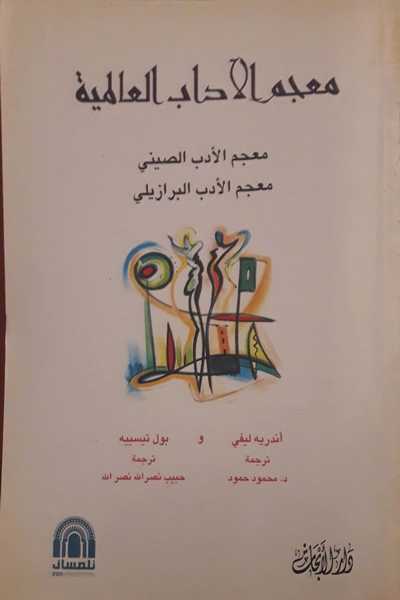 معجم الآداب العالمية
معجم الأدب الصيني
معجم الأدب البرازيلي
أندريه ليفي و بول تيسييه
ترجمة ترجمة
د. محمود حمود حبيب نصرالله نصرالله
تلمسان
دار الأبحاث